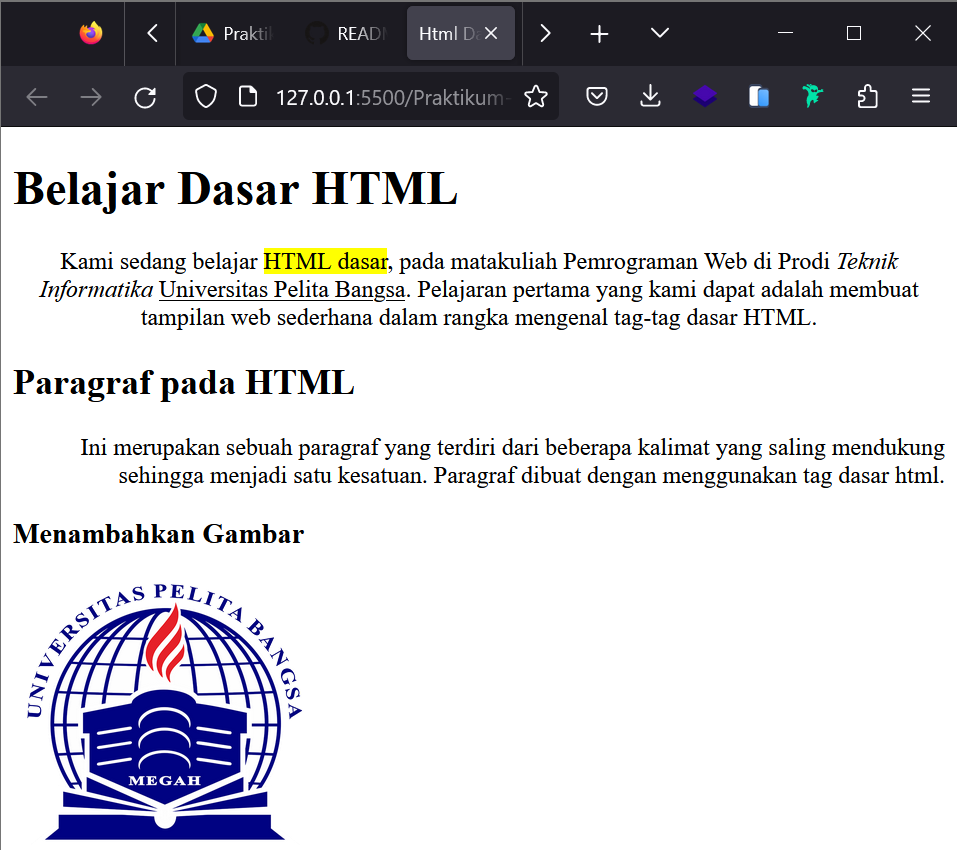 Prakti
READ
Html Da
127.0.0.1:5500/Praktikum-
Belajar Dasar HTML
Kami sedang belajar HTML dasar, pada matakuliah Pemrograman Web di Prodi Teknik
Informatika Universitas Pelita Bangsa. Pelajaran pertama yang kami dapat adalah membuat
tampilan web sederhana dalam rangka mengenal tag-tag dasar HTML.
Paragraf pada HTML
Ini merupakan sebuah paragraf yang terdiri dari beberapa kalimat yang saling mendukung
sehingga menjadi satu kesatuan. Paragraf dibuat dengan menggunakan tag dasar html.
Menambahkan Gambar
UNIVERSITAS PELITA BANGSA
MEGAH